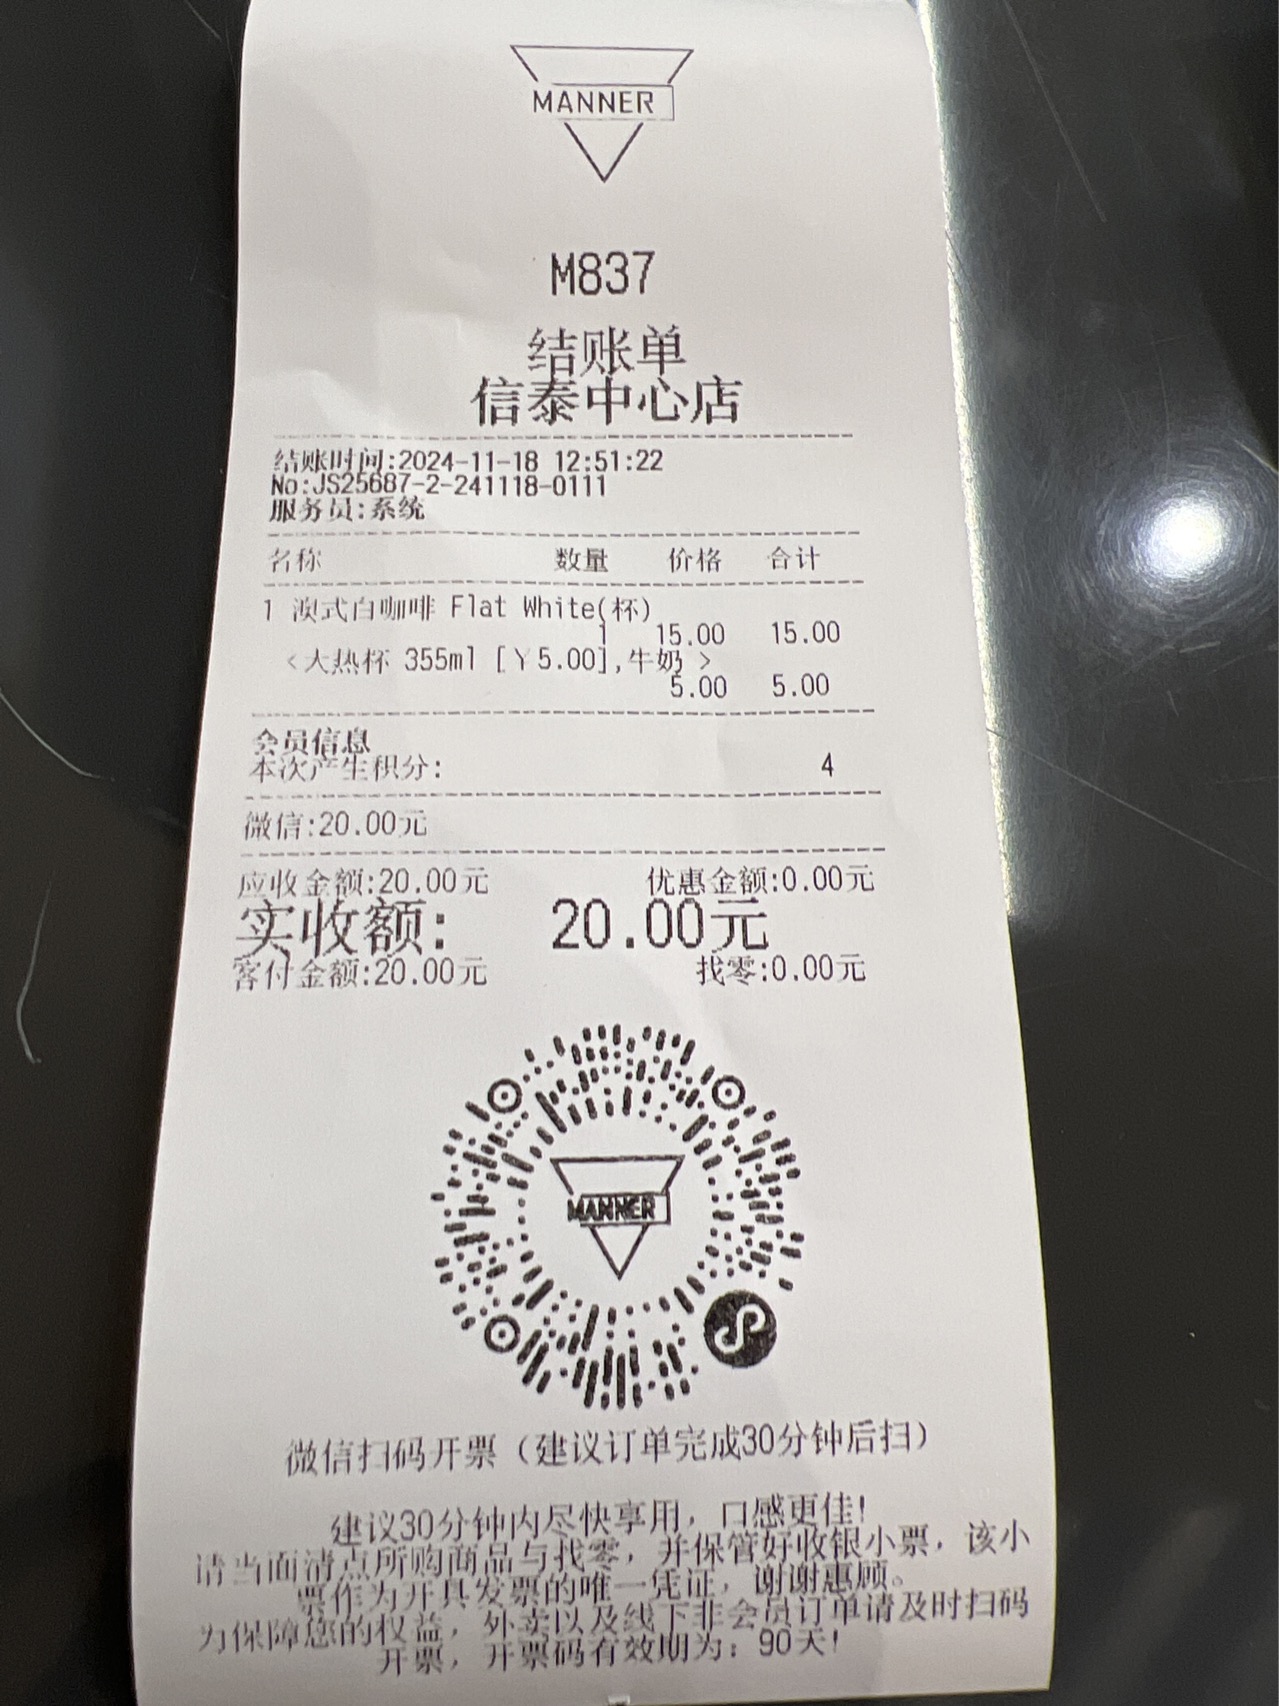 MANNER
M837
结账单
信泰中心店
结账时间:2024-11-18 12:51:22
No:JS25687-2-241118-0111
服务员:系统
名称 数量 价格 合计
1 澳式白咖啡 Flat White(杯)
1 15.00 15.00
<大热杯 355ml [¥5.00],牛奶 >
5.00 5.00
会员信息
本次产生积分: 4
微信:20.00元
应收金额:20.00元 优惠金额:0.00元
实收额: 20.00元
客付金额:20.00元 找零:0.00元
MANNER
微信扫码开票（建议订单完成30分钟后扫）
建议30分钟内尽快享用，口感更佳！
请当面清点所购商品与找零，并保管好收银小票，该小
票作为开具发票的唯一凭证，谢谢惠顾。
为保障您的权益，外卖以及线下非会员订单请及时扫码
开票，开票码有效期为：90天！